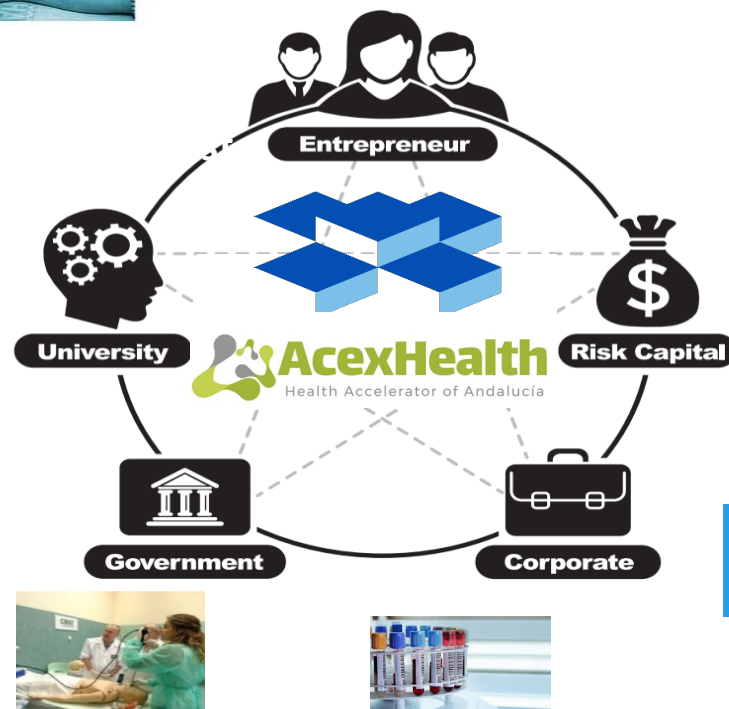 Entrepreneur
University
Risk Capital
AcexHealth
Health Accelerator of Andalucía
Government
Corporate